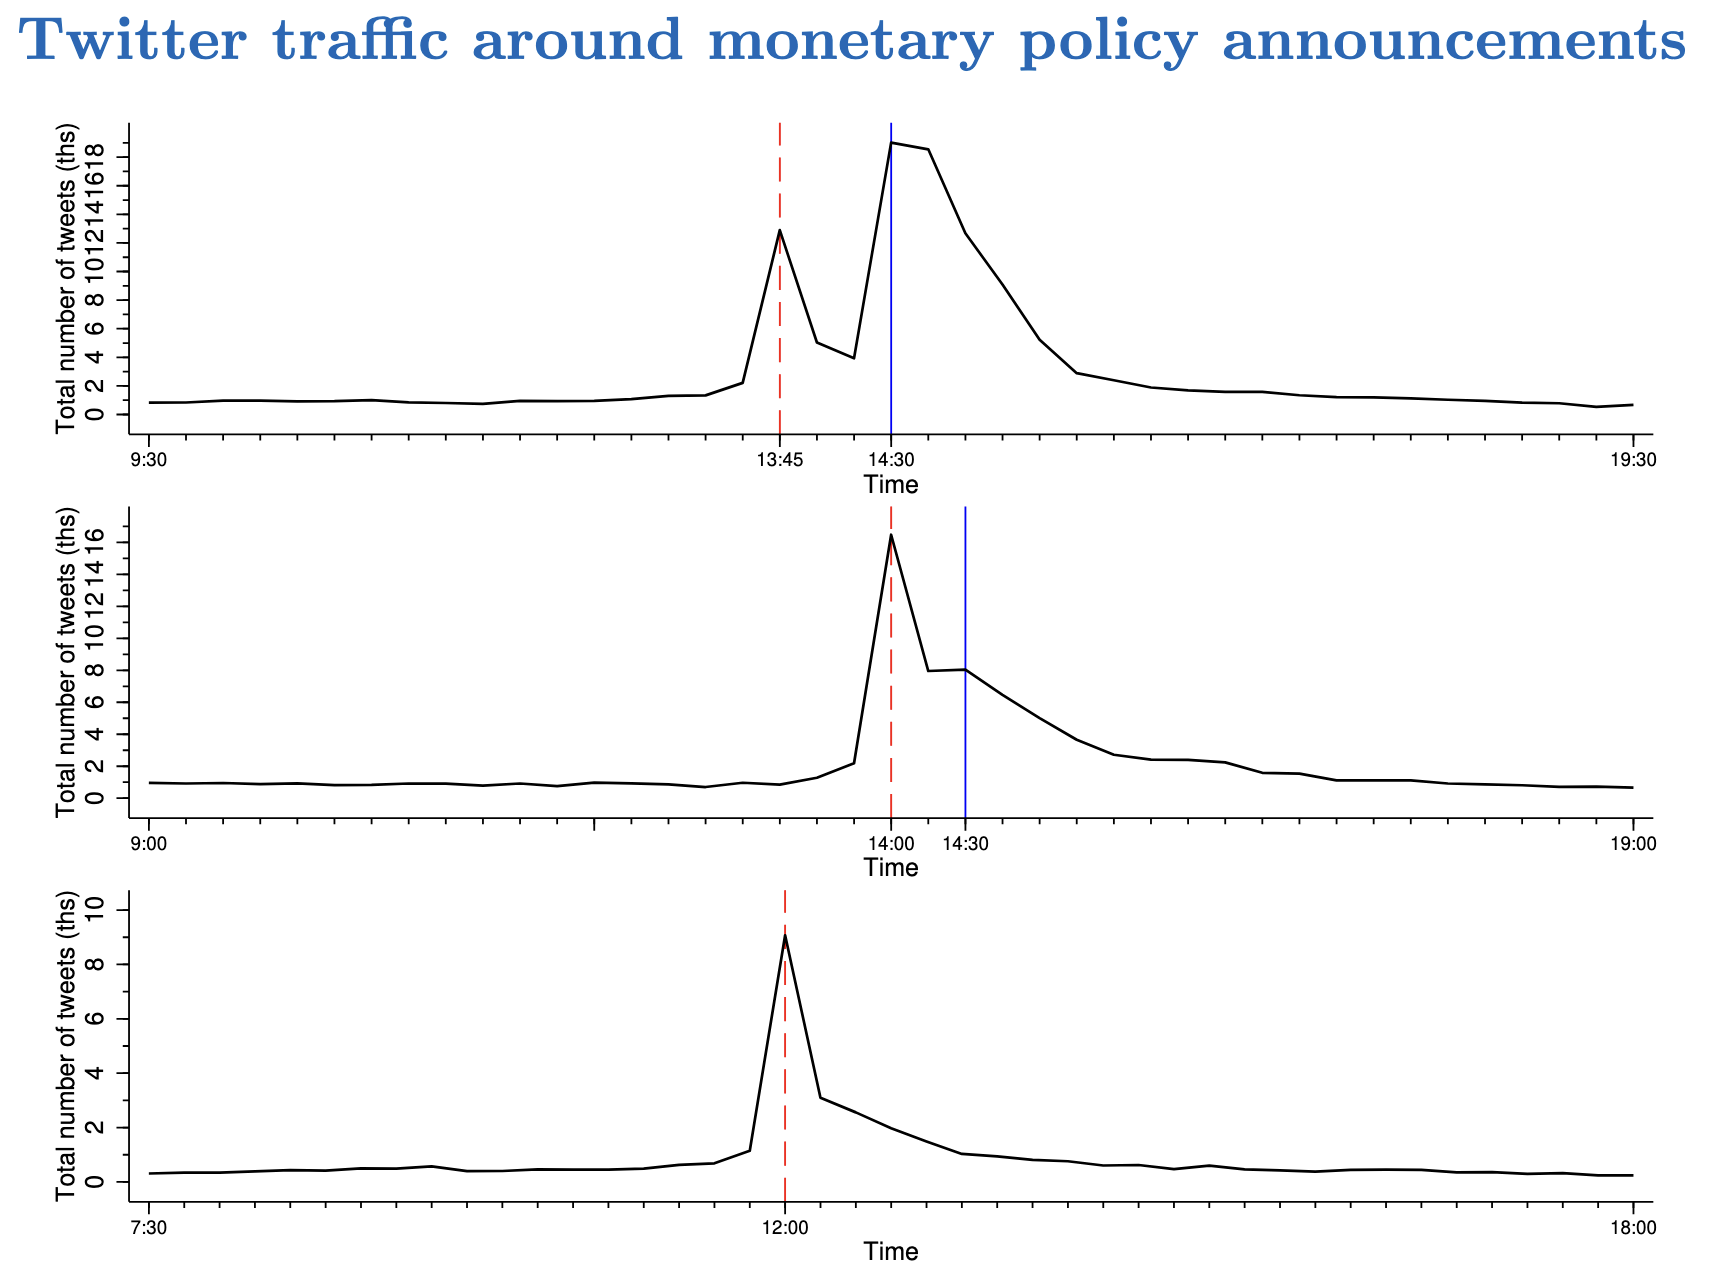 Twitter traffic around monetary policy announcements
Total number of tweets (ths)
0 2 4 6 8 10 12 14 16 18
9:30 13:45 14:30 19:30
Time
Total number of tweets (ths)
0 2 4 6 8 10 12 14 16
9:00 14:00 14:30 19:00
Time
Total number of tweets (ths)
0 2 4 6 8 10
7:30 12:00 18:00
Time